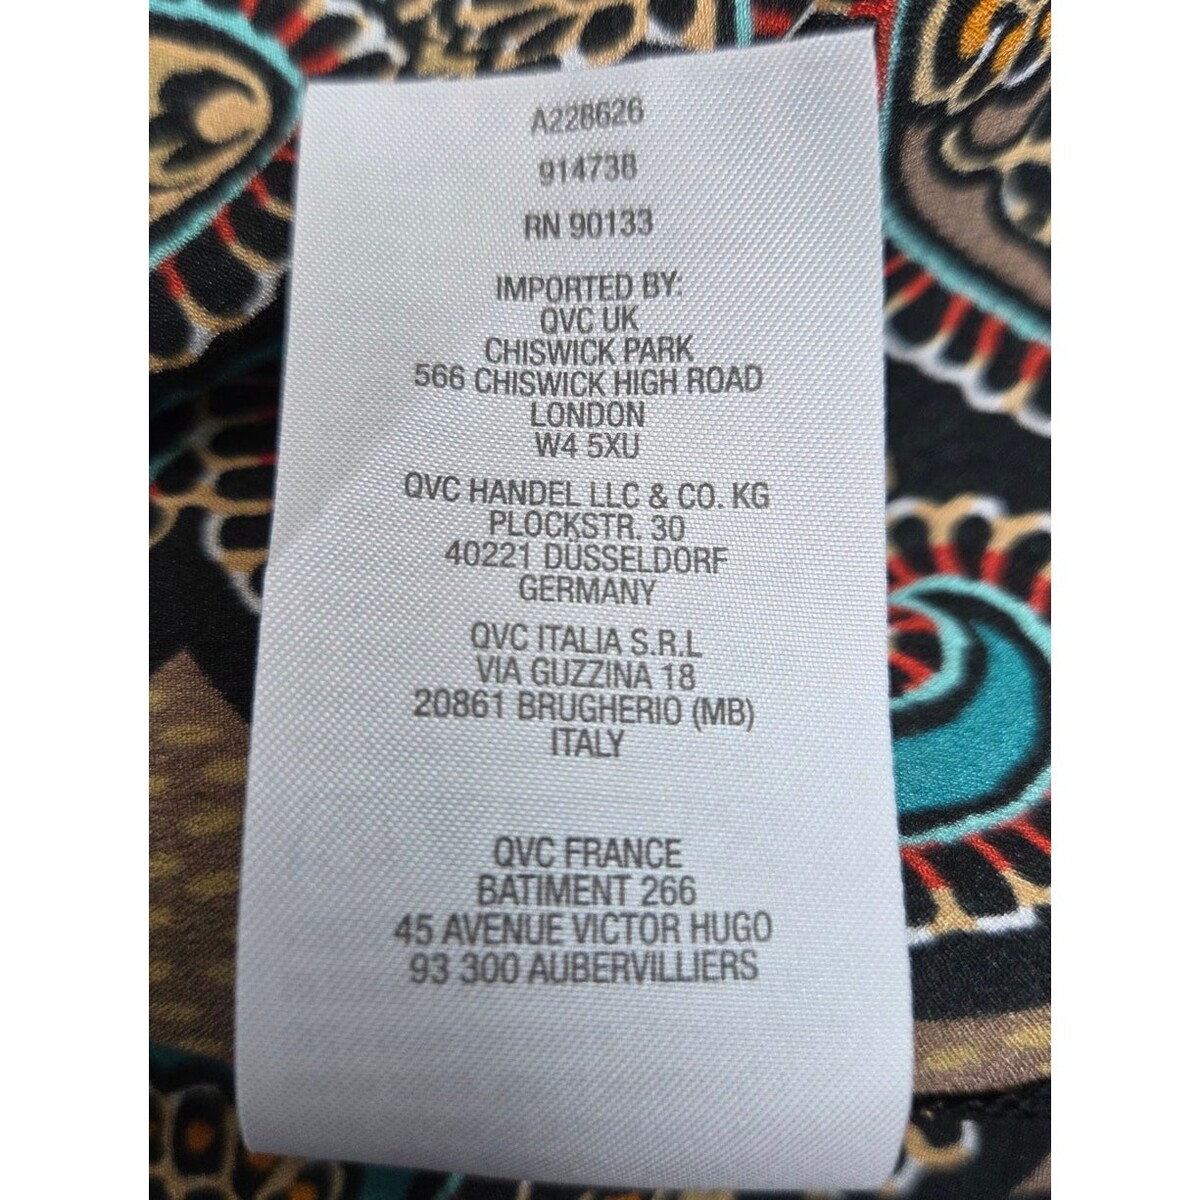 A228626
914738
RN 90133
IMPORTED BY:
QVC UK
CHISWICK PARK
566 CHISWICK HIGH ROAD
LONDON
W4 5XU
QVC HANDEL LLC & CO. KG
PLOCKSTR. 30
40221 DÜSSELDORF
GERMANY
QVC ITALIA S.R.L
VIA GUZZINA 18
20861 BRUGHERIO (MB)
ITALY
QVC FRANCE
BATIMENT 266
45 AVENUE VICTOR HUGO
93 300 AUBERVILLIERS